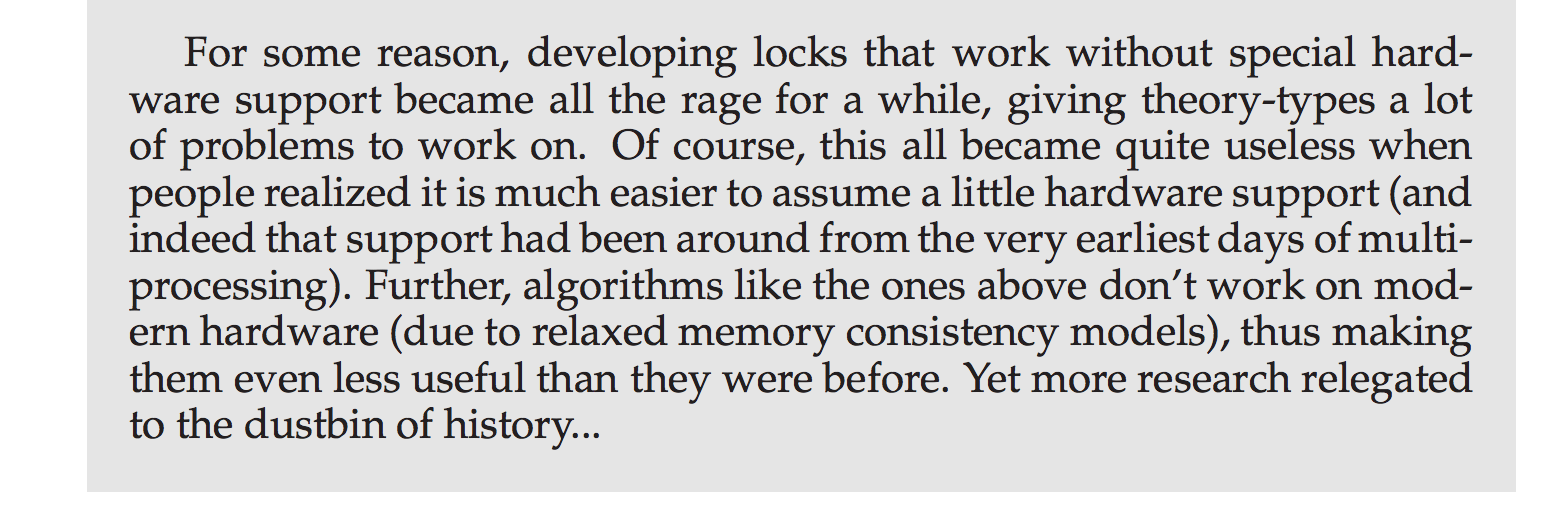 For some reason, developing locks that work without special hard-
ware support became all the rage for a while, giving theory-types a lot
of problems to work on. Of course, this all became quite useless when
people realized it is much easier to assume a little hardware support (and
indeed that support had been around from the very earliest days of multi-
processing). Further, algorithms like the ones above don't work on mod-
ern hardware (due to relaxed memory consistency models), thus making
them even less useful than they were before. Yet more research relegated
to the dustbin of history...